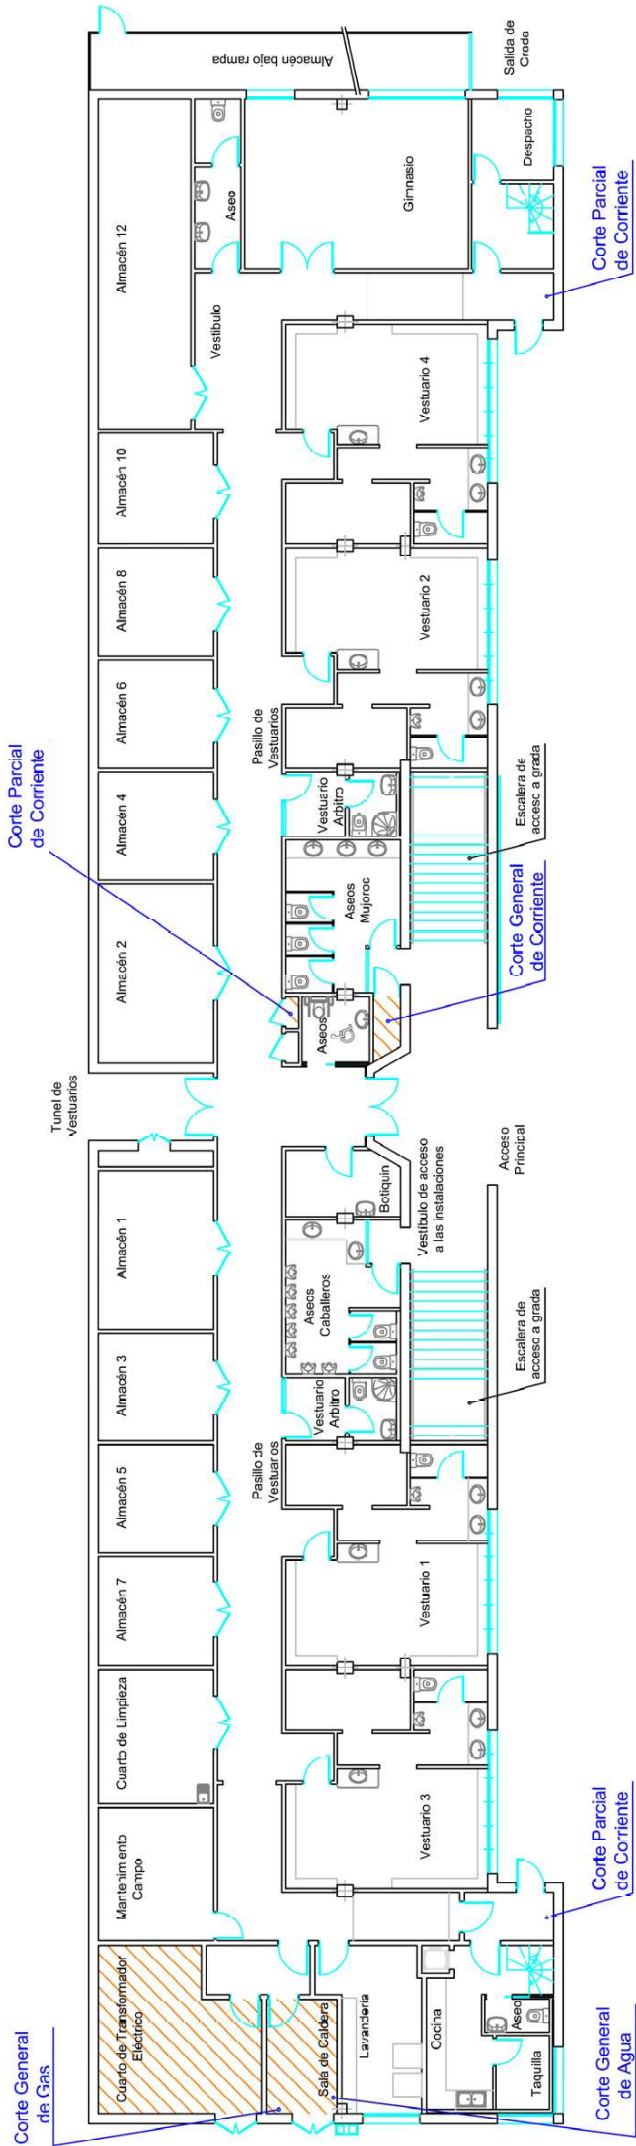 Salida de
Grada
Almacén bajo rampa
Despacho
Gimnasio
Aseo
Almacén 12
Vestíbulo
Corte Parcial
de Corriente
Vestuario 4
Almacén 10
Almacén 8
Vestuario 2
Almacén 6
Pasillo de
Vestuarios
Corte Parcial
de Corriente
Almacén 4
Vestuario
Arbitro
Escalera de
acceso a grada
Almacén 2
Aseos
Mujeres
Corte General
de Corriente
Aseos
Tunel de
Vestuarios
Acceso
Principal
Botiquin
Vestíbulo de acceso
a las instalaciones
Almacén 1
Aseos
Caballeros
Escalera de
acceso a grada
Almacén 3
Vestuario
Arbitro
Pasillo de
Vestuarios
Almacén 5
Almacén 7
Vestuario 1
Cuarto de Limpieza
Vestuario 3
Mantenimiento
Campo
Corte Parcial
de Corriente
Cuarto de Transformador
Eléctrico
Sala de Caldera
Lavandería
Cocina
Aseo
Taquilla
Corte General
de Gas
Corte General
de Agua